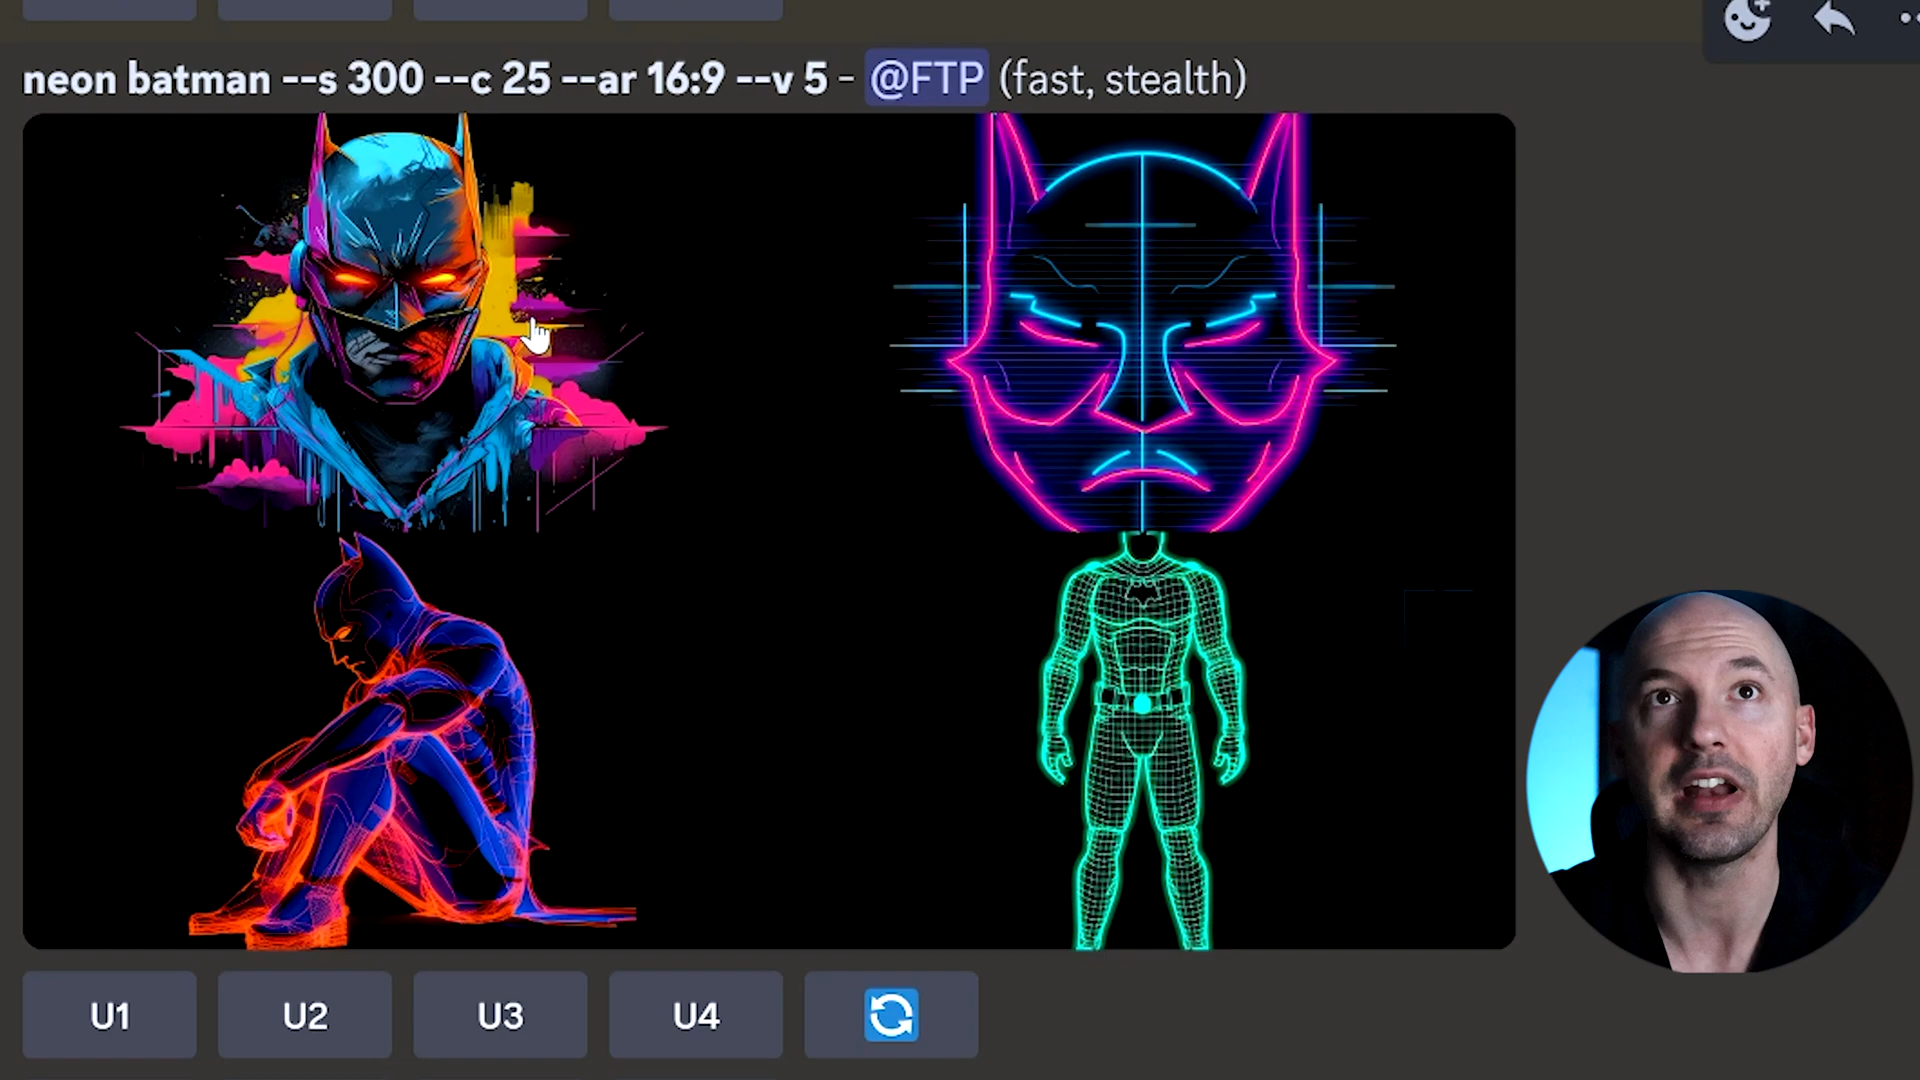 neon batman --s 300 --c 25 --ar 16:9 --v 5 - @FTP (fast, stealth)
U1 U2 U3 U4